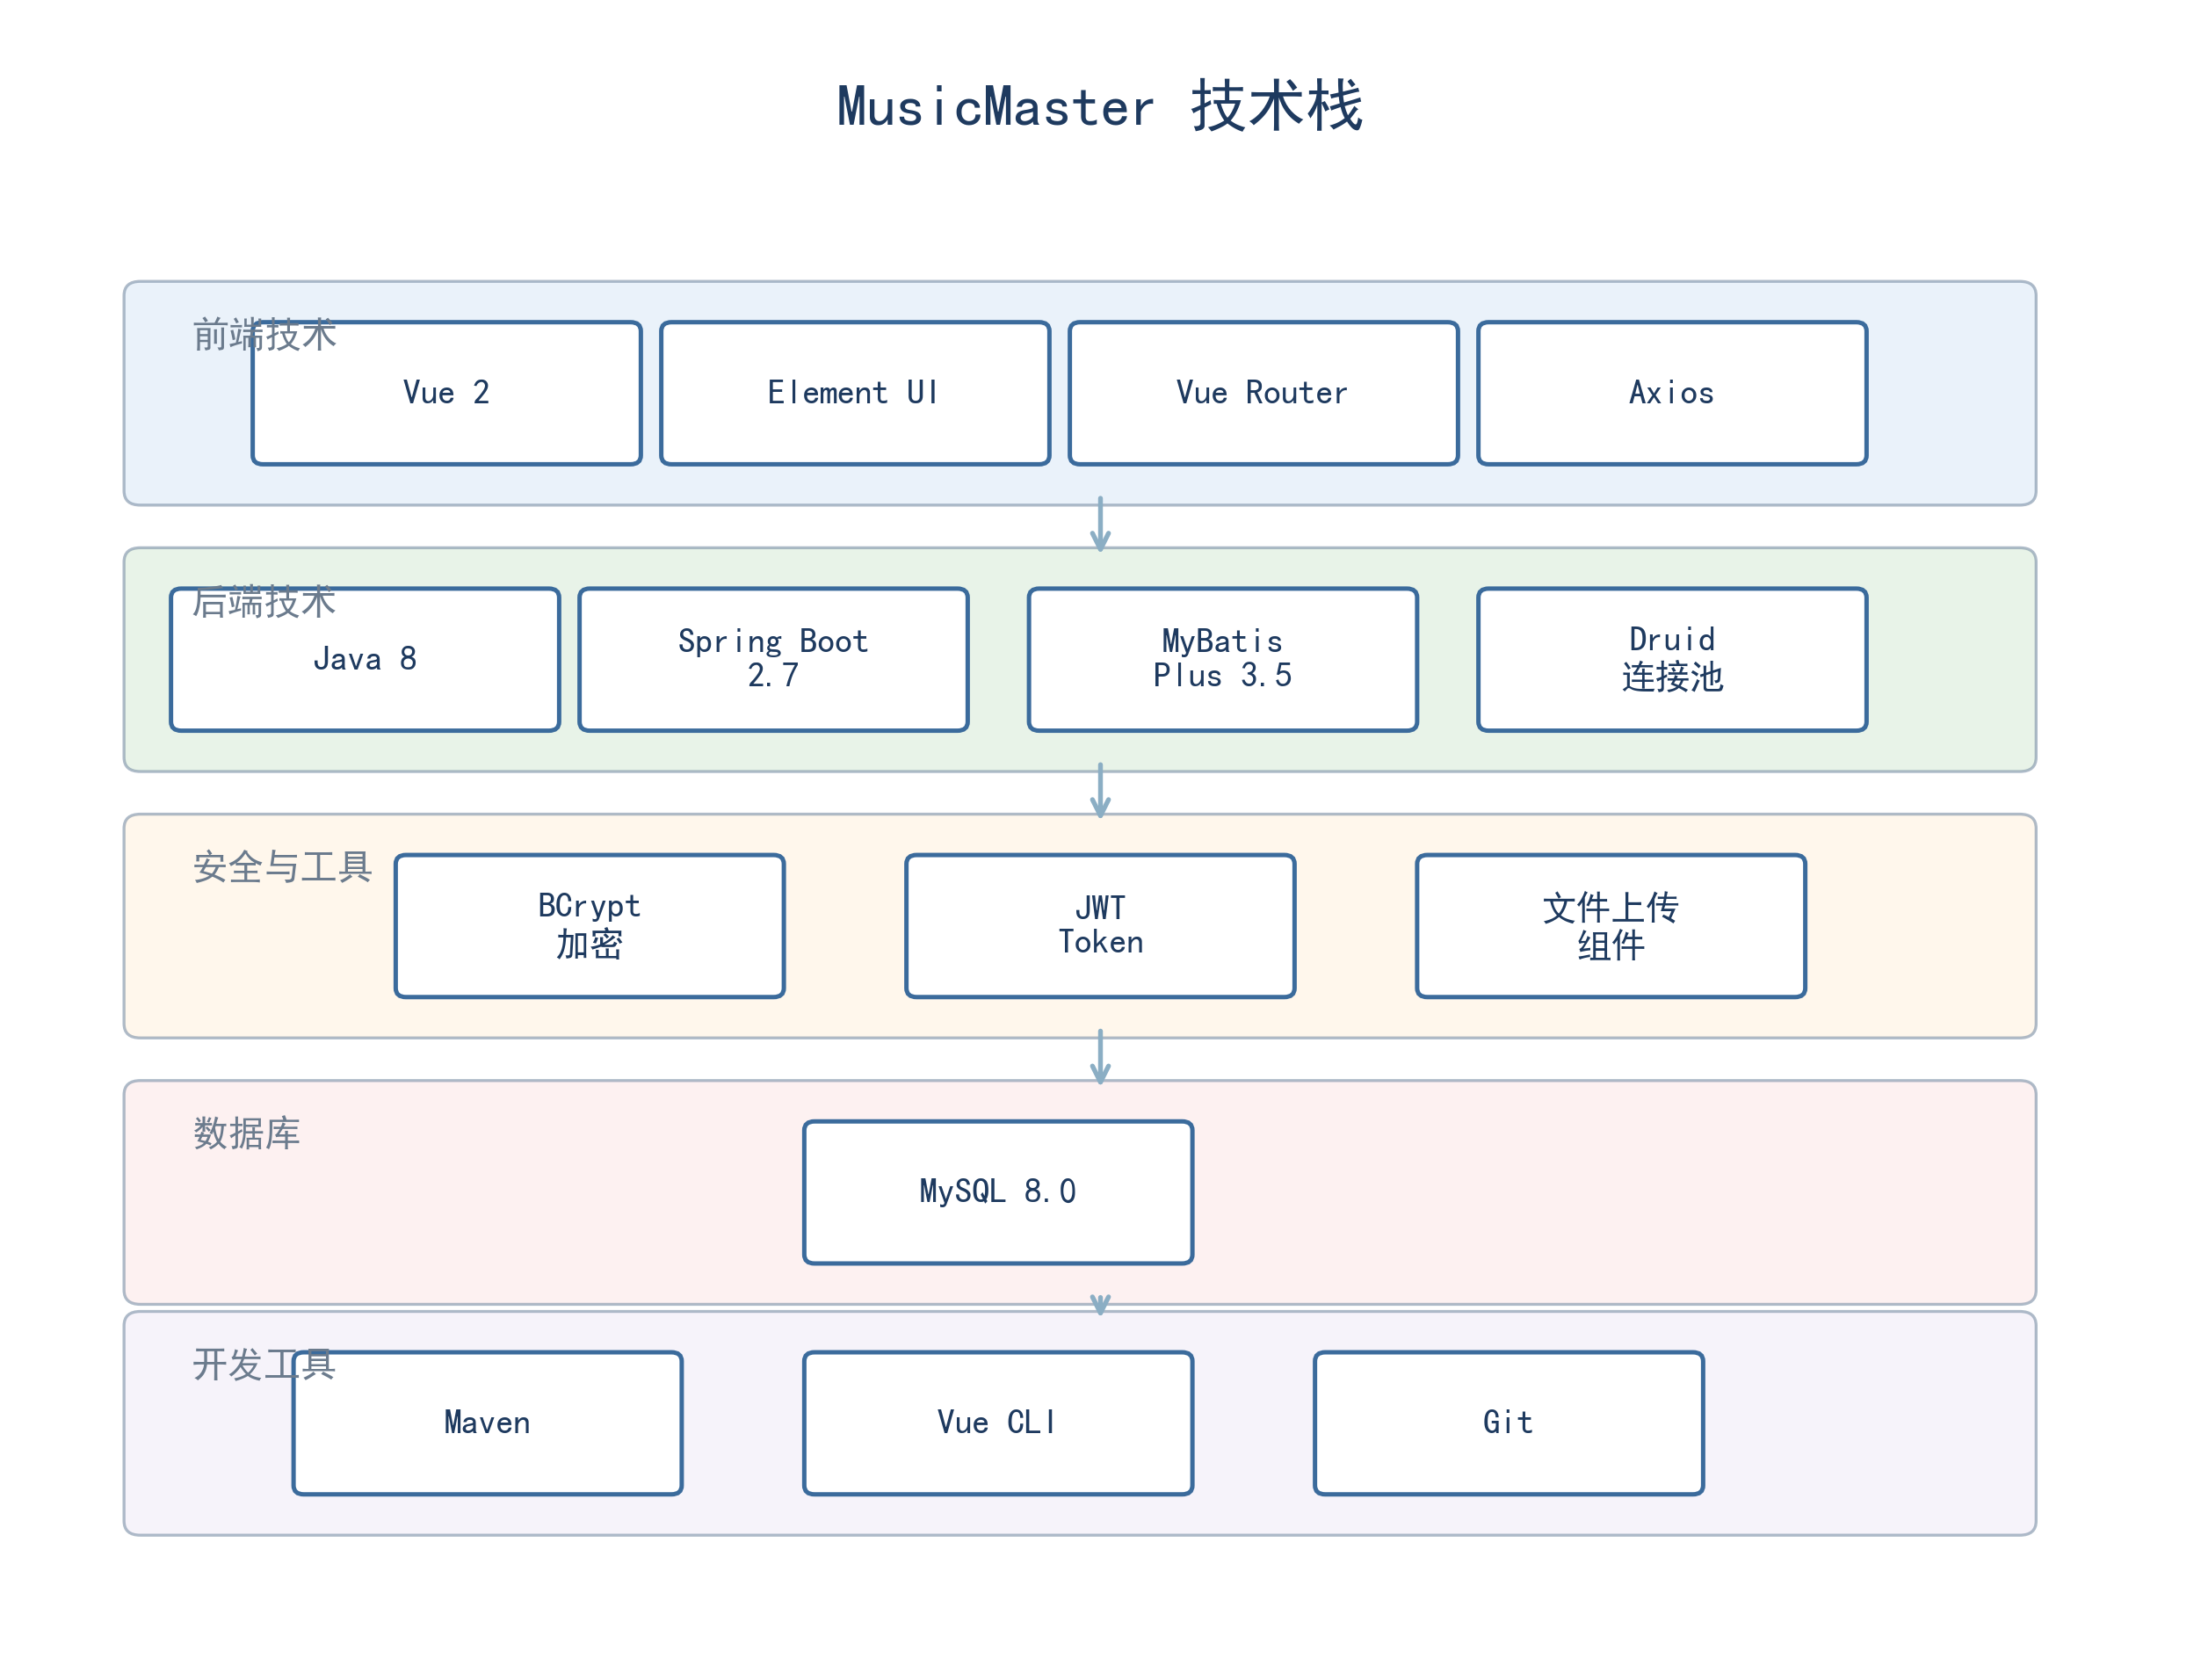 MusicMaster 技术栈
前端技术
Vue 2
Element UI
Vue Router
Axios
后端技术
Java 8
Spring Boot
2.7
MyBatis
Plus 3.5
Druid
连接池
安全与工具
BCrypt
加密
JWT
Token
文件上传
组件
数据库
MySQL 8.0
开发工具
Maven
Vue CLI
Git